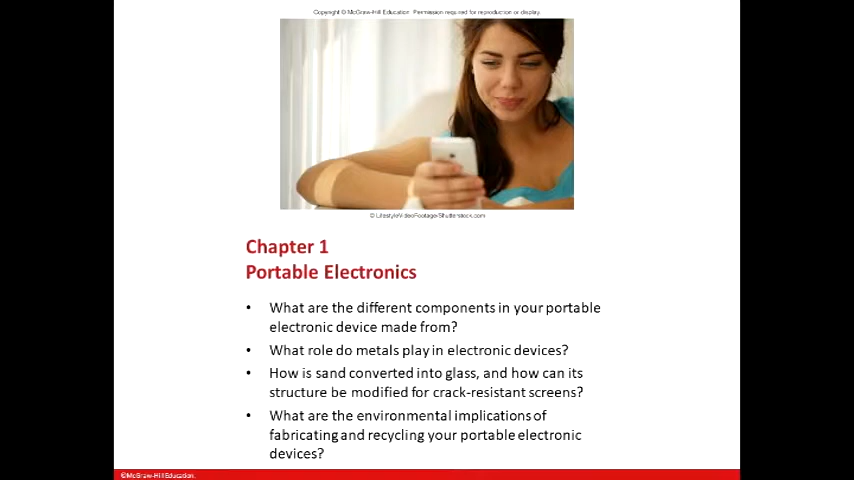 Copyright © McGraw-Hill Education. Permission required for reproduction or display.
© LifestyleVideoFootage/Shutterstock.com
Chapter 1
Portable Electronics
• What are the different components in your portable
electronic device made from?
• What role do metals play in electronic devices?
• How is sand converted into glass, and how can its
structure be modified for crack-resistant screens?
• What are the environmental implications of
fabricating and recycling your portable electronic
devices?
©McGraw-Hill Education.